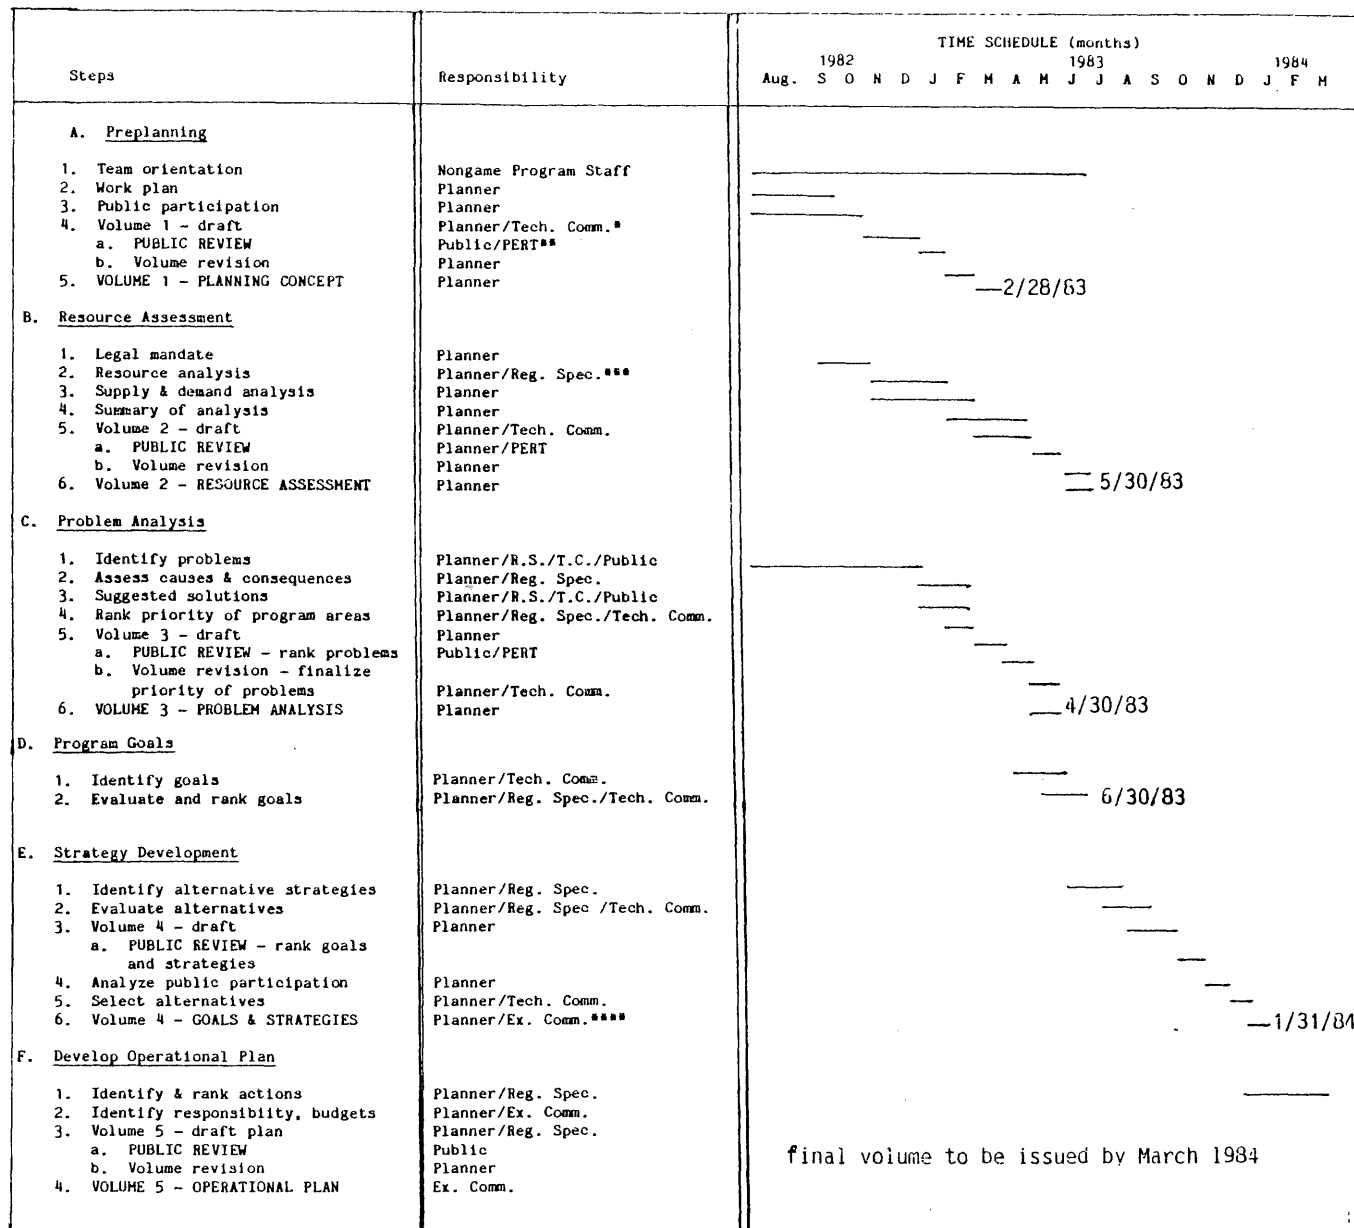 TIME SCHEDULE (months)
1982 1983 1984
Steps Responsibility Aug. S O N D J F M A M J J A S O N D J F M
A. Preplanning
1. Team orientation Nongame Program Staff
2. Work plan Planner
3. Public participation Planner
4. Volume 1 - draft Planner/Tech. Comm.*
a. PUBLIC REVIEW Public/PERT**
b. Volume revision Planner
5. VOLUME 1 - PLANNING CONCEPT Planner
2/28/83
B. Resource Assessment
1. Legal mandate Planner
2. Resource analysis Planner/Reg. Spec.***
3. Supply & demand analysis Planner
4. Summary of analysis Planner
5. Volume 2 - draft Planner/Tech. Comm.
a. PUBLIC REVIEW Planner/PERT
b. Volume revision Planner
6. Volume 2 - RESOURCE ASSESSMENT Planner 5/30/83
C. Problem Analysis
1. Identify problems Planner/R.S./T.C./Public
2. Assess causes & consequences Planner/Reg. Spec.
3. Suggested solutions Planner/R.S./T.C./Public
4. Rank priority of program areas Planner/Reg. Spec./Tech. Comm.
5. Volume 3 - draft Planner
a. PUBLIC REVIEW - rank problems Public/PERT
b. Volume revision - finalize
priority of problems Planner/Tech. Comm.
6. VOLUME 3 - PROBLEM ANALYSIS Planner 4/30/83
D. Program Goals
1. Identify goals Planner/Tech. Comm.
2. Evaluate and rank goals Planner/Reg. Spec./Tech. Comm. 6/30/83
E. Strategy Development
1. Identify alternative strategies Planner/Reg. Spec.
2. Evaluate alternatives Planner/Reg. Spec /Tech. Comm.
3. Volume 4 - draft Planner
a. PUBLIC REVIEW - rank goals
and strategies
4. Analyze public participation Planner
5. Select alternatives Planner/Tech. Comm.
6. Volume 4 - GOALS & STRATEGIES Planner/Ex. Comm.**** 1/31/84
F. Develop Operational Plan
1. Identify & rank actions Planner/Reg. Spec.
2. Identify responsibiity, budgets Planner/Ex. Comm.
3. Volume 5 - draft plan Planner/Reg. Spec.
a. PUBLIC REVIEW Public
final volume to be issued by March 1984
b. Volume revision Planner
4. VOLUME 5 - OPERATIONAL PLAN Ex. Comm.